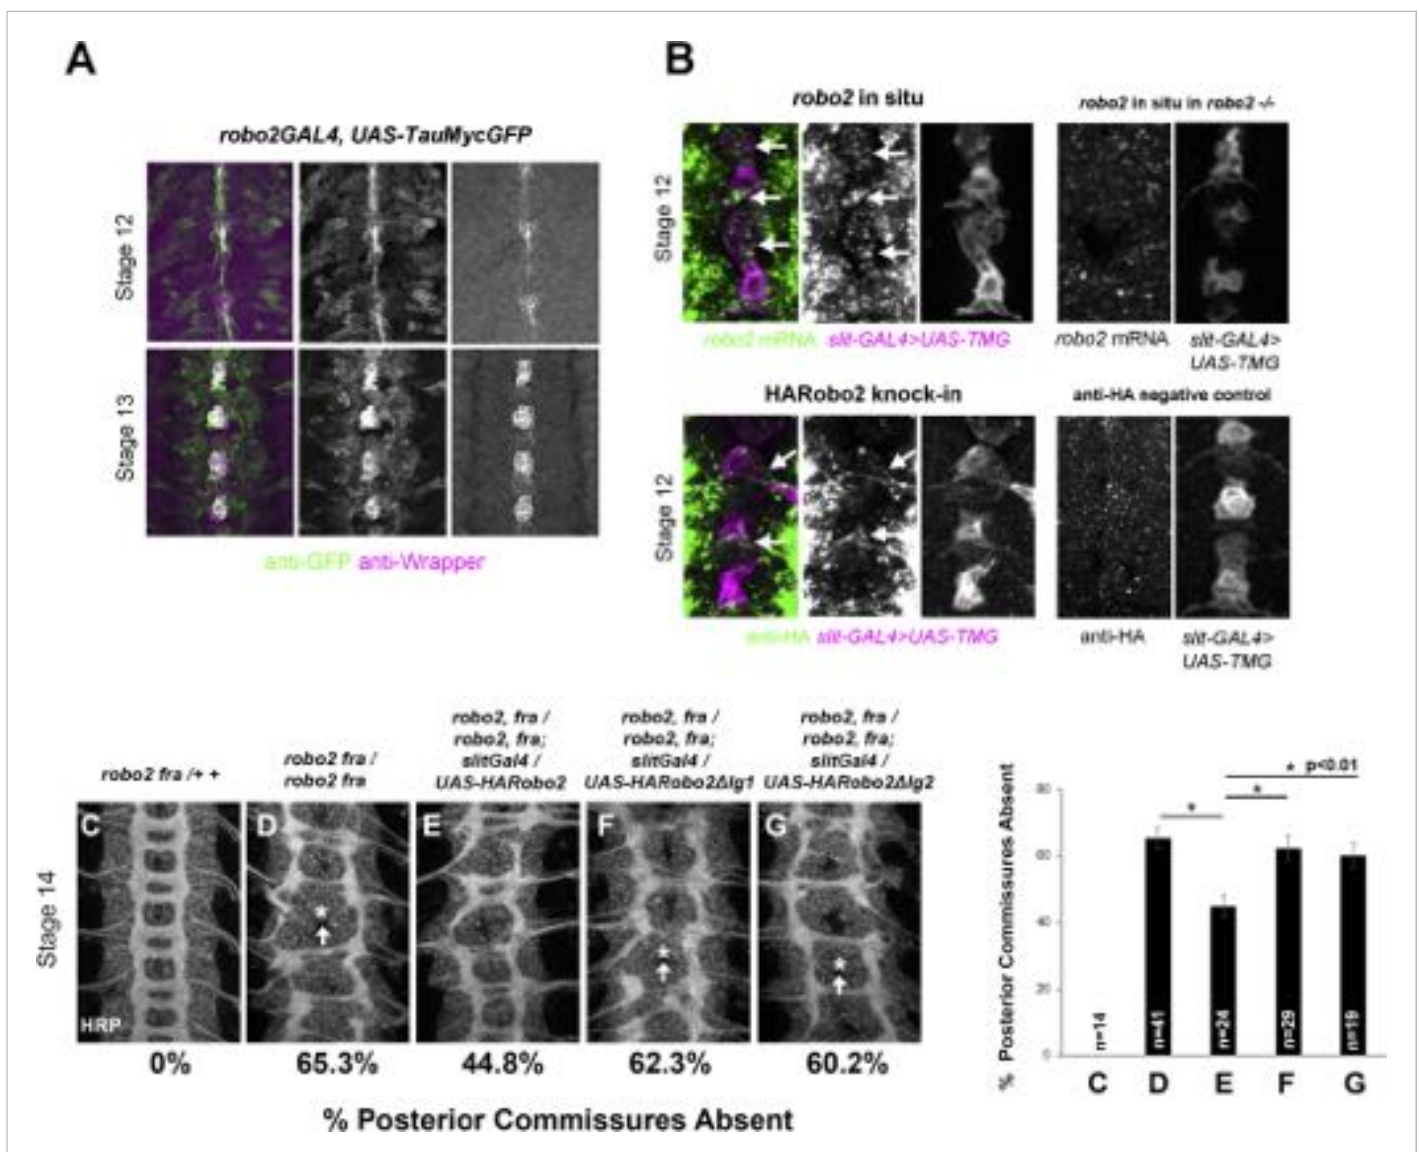 A
robo2GAL4, UAS-TauMycGFP
Stage 12
Stage 13
anti-GFP anti-Wrapper
B
robo2 in situ
robo2 in situ in robo2 -/-
Stage 12
robo2 mRNA slit-GAL4>UAS-TMG
robo2 mRNA
slit-GAL4>
UAS-TMG
HARobo2 knock-in
anti-HA negative control
Stage 12
anti-HA slit-GAL4>UAS-TMG
anti-HA
slit-GAL4>
UAS-TMG
robo2 fra /+ +
robo2 fra /
robo2 fra
robo2, fra /
robo2, fra;
slitGal4 /
UAS-HARobo2
robo2, fra /
robo2, fra;
slitGal4 /
UAS-HARobo2ΔIg1
robo2, fra /
robo2, fra;
slitGal4 /
UAS-HARobo2ΔIg2
Stage 14
C
D
E
F
G
*
*
*
HRP
0%
65.3%
44.8%
62.3%
60.2%
% Posterior Commissures Absent
% Posterior Commissures Absent
80
60
40
20
0
* p<0.01
*
*
n=14
n=41
n=24
n=29
n=19
C
D
E
F
G